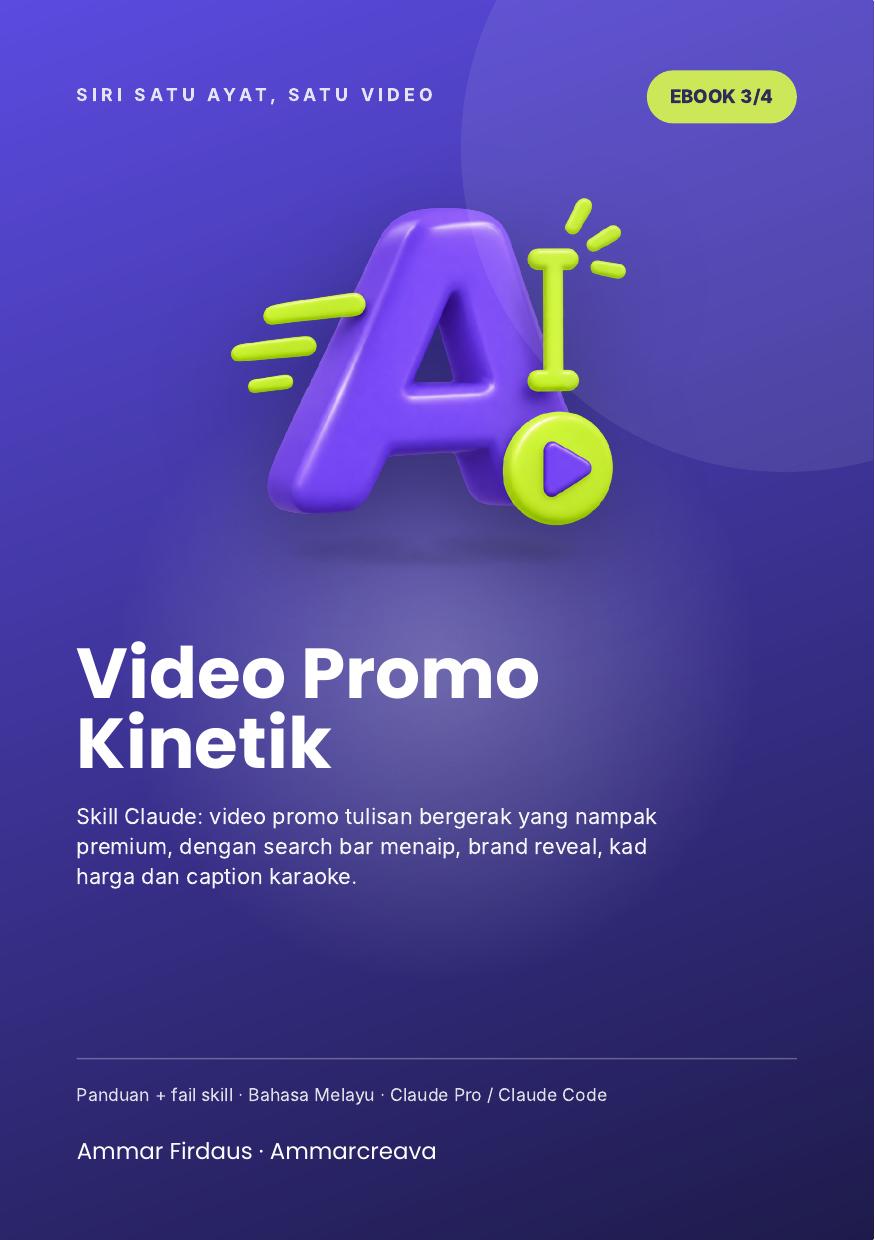 SIRI SATU AYAT, SATU VIDEO
EBOOK 3/4
A
Video Promo
Kinetik
Skill Claude: video promo tulisan bergerak yang nampak
premium, dengan search bar menaip, brand reveal, kad
harga dan caption karaoke.
Panduan + fail skill · Bahasa Melayu · Claude Pro / Claude Code
Ammar Firdaus · Ammarcreava